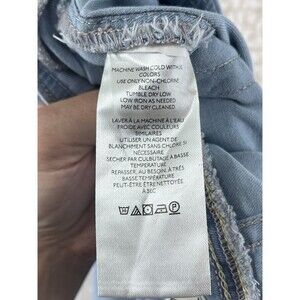 MACHINE WASH COLD WITH LIKE
COLORS
USE ONLY NON-CHLORINE
BLEACH
TUMBLE DRY LOW
LOW IRON AS NEEDED
MAY BE DRY CLEANED
LAVER À LA MACHINE À L'EAU
FROIDE AVEC COULEURS
SIMILAIRES
UTILISER UN AGENT DE
BLANCHIMENT SANS CHLORE SI
NÉCESSAIRE
SÉCHER PAR CULBUTAGE À BASSE
TEMPÉRATURE
REPASSER, AU BESOIN, À TRÈS
BASSE TEMPÉRATURE
PEUT-ÊTRE ÊTRE NETTOYÉE
À SEC